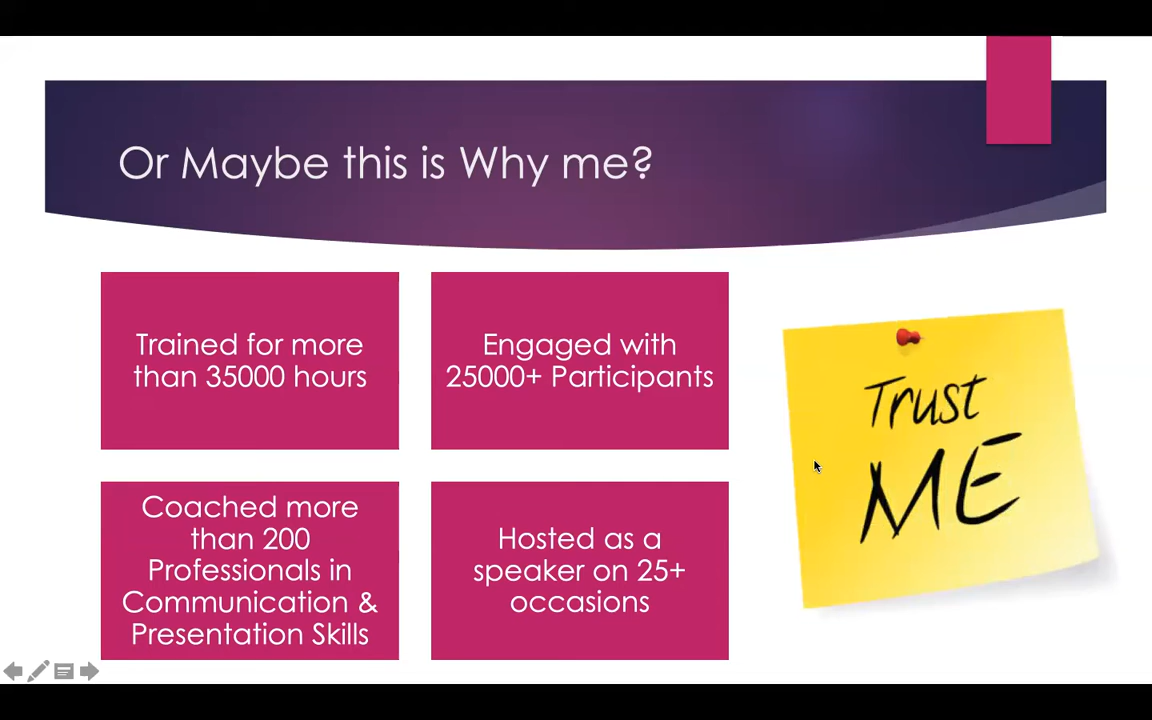 Or Maybe this is Why me?
Trained for more
than 35000 hours
Engaged with
25000+ Participants
Coached more
than 200
Professionals in
Communication &
Presentation Skills
Hosted as a
speaker on 25+
occasions
Trust
ME